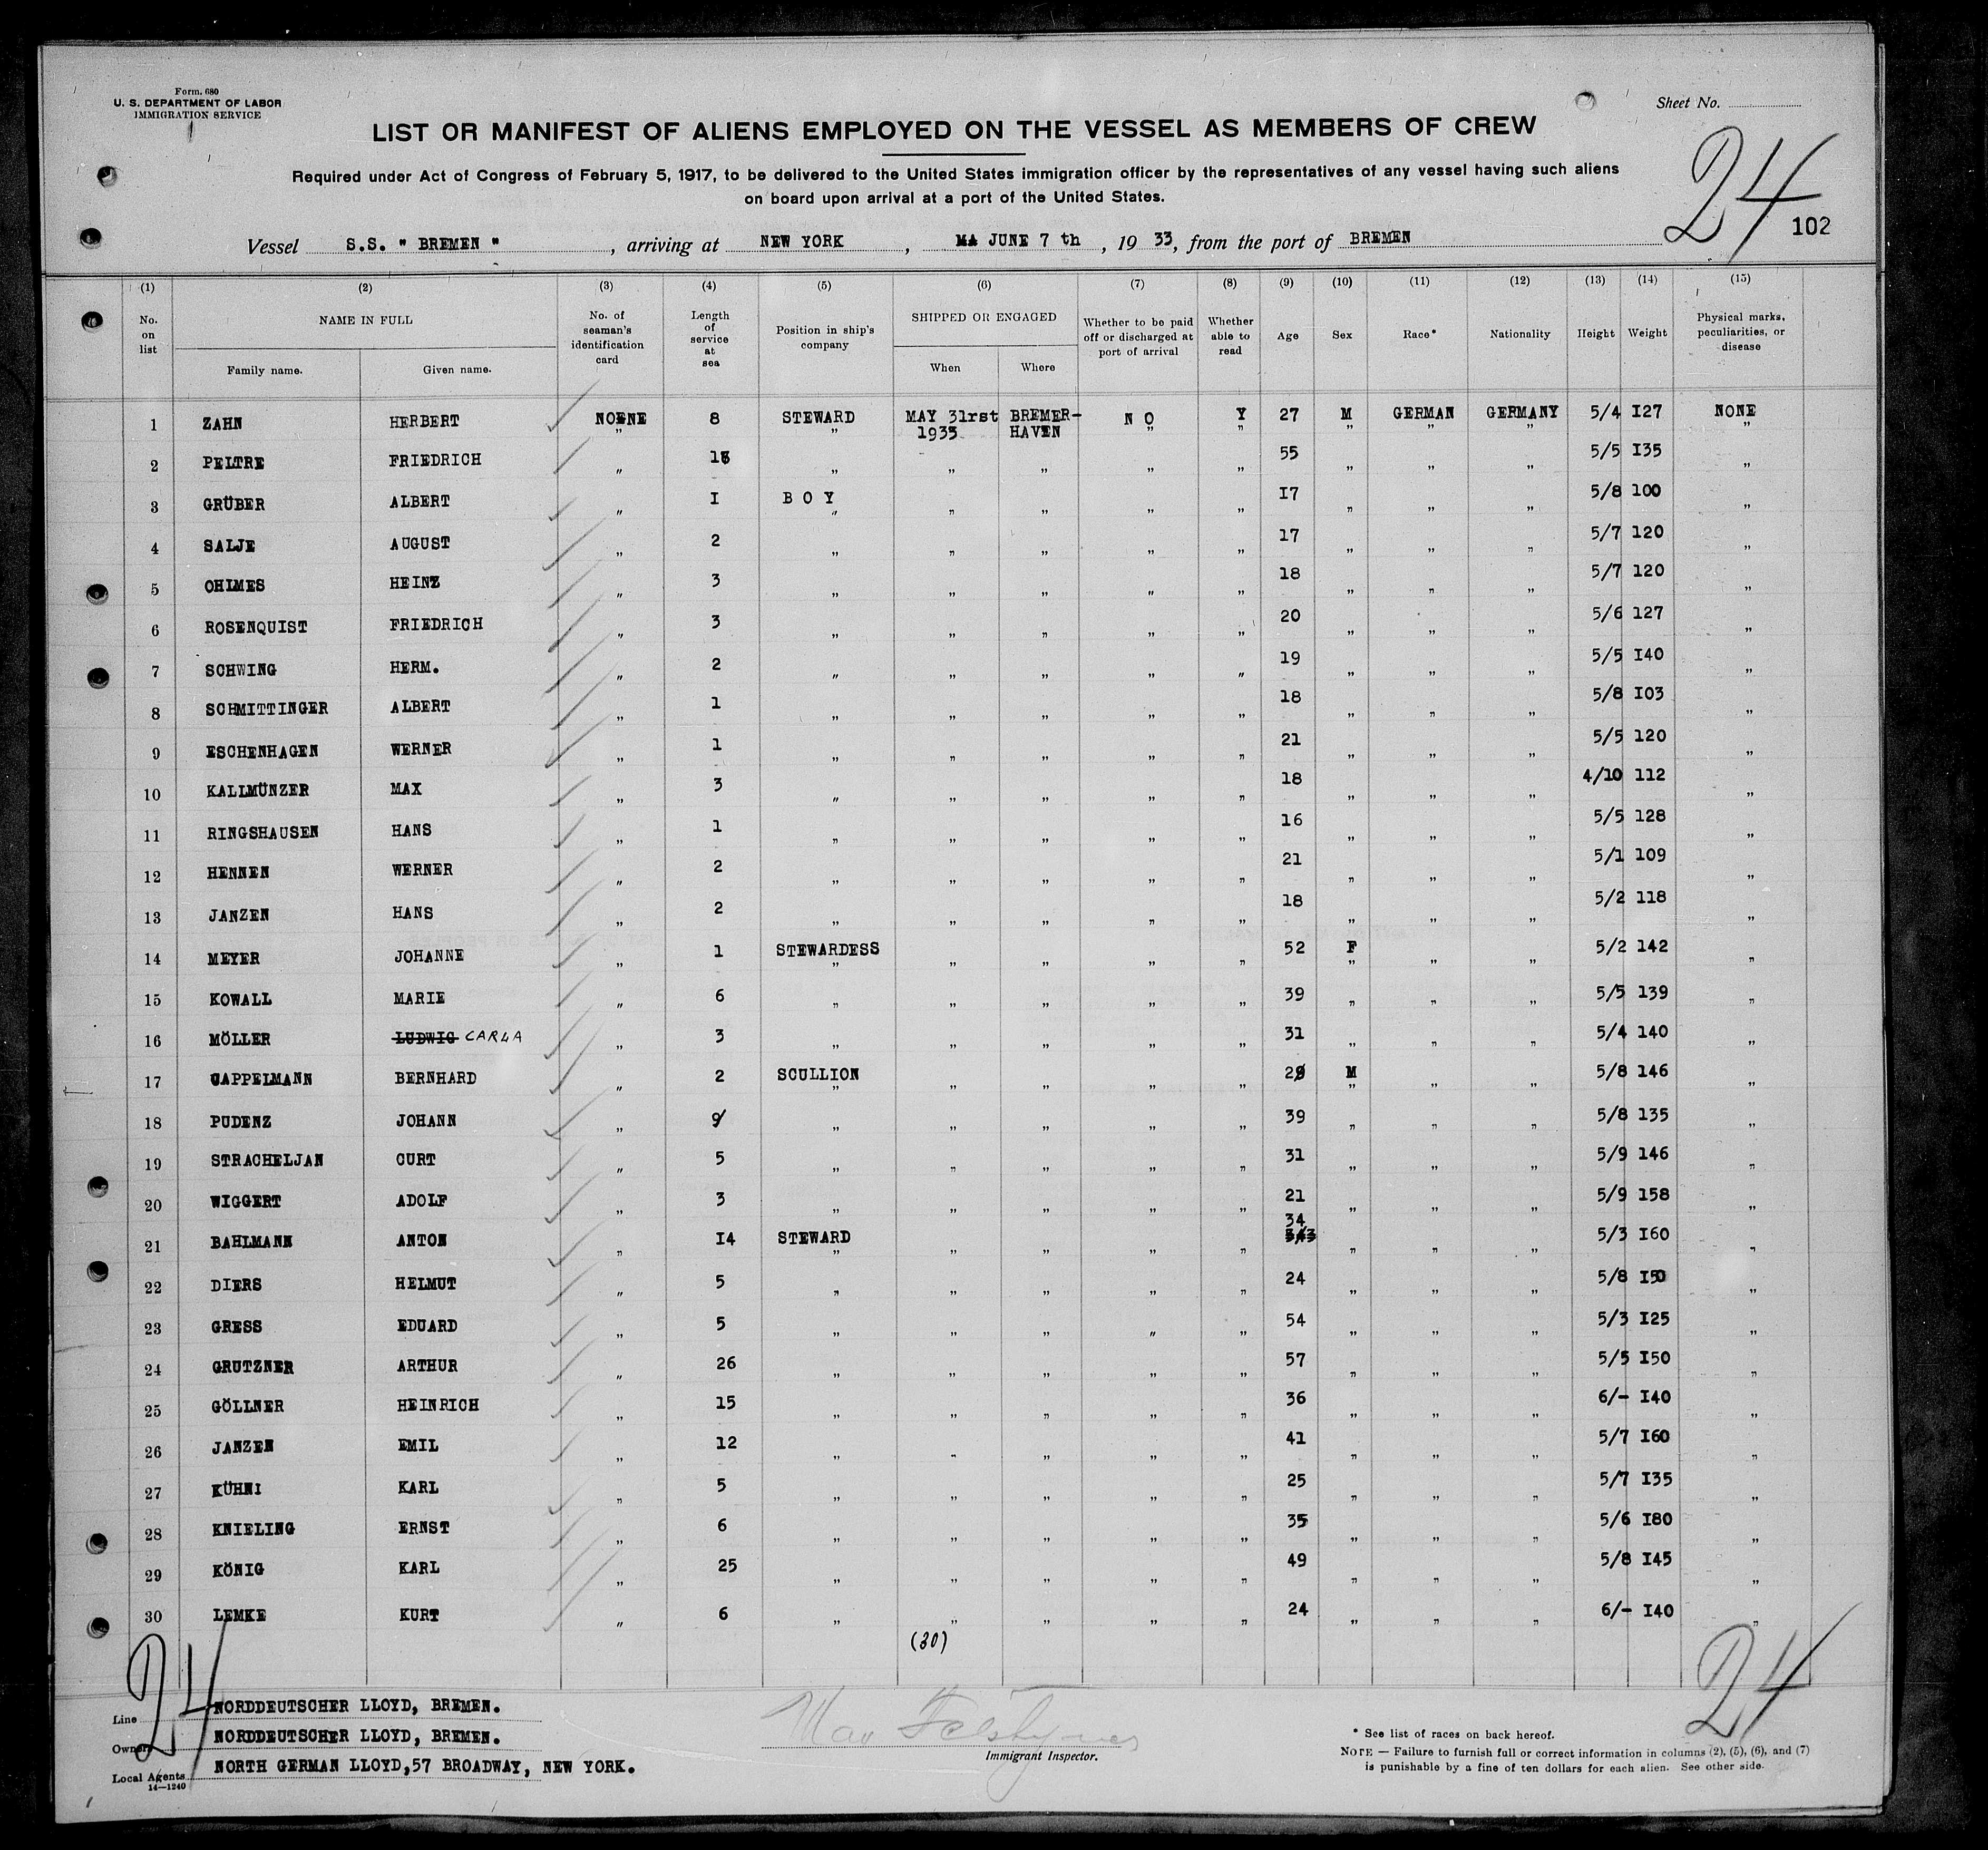 Form. 680
U. S. DEPARTMENT OF LABOR
IMMIGRATION SERVICE
Sheet No.
LIST OR MANIFEST OF ALIENS EMPLOYED ON THE VESSEL AS MEMBERS OF CREW
Required under Act of Congress of February 5, 1917, to be delivered to the United States immigration officer by the representatives of any vessel having such aliens
on board upon arrival at a port of the United States.
24
102
Vessel S.S. " BREMEN " , arriving at NEW YORK , JUNE 7 th , 19 33, from the port of BREMEN
(1) (2) (3) (4) (5) (6) (7) (8) (9) (10) (11) (12) (13) (14) (15)
No. on list NAME IN FULL Family name. Given name. No. of seaman's identification card Length of service at sea Position in ship's company SHIPPED OR ENGAGED When Where Whether to be paid off or discharged at port of arrival Whether able to read Age Sex Race* Nationality Height Weight Physical marks, peculiarities, or disease
1 ZAHN HERBERT NONE 8 STEWARD MAY 31rst 1933 BREMER-HAVEN N O Y 27 M GERMAN GERMANY 5/4 127 NONE
2 PELTRE FRIEDRICH " " " " " " 55 " " " 5/5 135 "
3 GRÜBER ALBERT " 1 B O Y " " " " 17 " " " 5/8 100 "
4 SALJE AUGUST " 2 " " " " " 17 " " " 5/7 120 "
5 OHLMES HEINZ " 3 " " " " " 18 " " " 5/7 120 "
6 ROSENQUIST FRIEDRICH " 3 " " " " " 20 " " " 5/6 127 "
7 SCHWING HERM. " 2 " " " " " 19 " " " 5/5 140 "
8 SCHMITTINGER ALBERT " 1 " " " " " 18 " " " 5/8 103 "
9 ESCHENHAGEN WERNER " 1 " " " " " 21 " " " 5/5 120 "
10 KALLMÜNZER MAX " 3 " " " " " 18 " " " 4/10 112 "
11 RINGSHAUSEN HANS " 1 " " " " " 16 " " " 5/5 128 "
12 HENNEN WERNER " 2 " " " " " 21 " " " 5/1 109 "
13 JANZEN HANS " 2 " " " " " 18 " " " 5/2 118 "
14 MEYER JOHANNE " 1 STEWARDESS " " " " 52 F " " 5/2 142 "
15 KOWALL MARIE " 6 " " " " " 39 " " " 5/5 139 "
16 MÖLLER LUDWIG CARLA " 3 " " " " " 31 " " " 5/4 140 "
17 CAPPELMANN BERNHARD " 2 SCULLION " " " " M " " 5/8 146 "
18 PUDENZ JOHANN " 9 " " " " " 39 " " " 5/8 135 "
19 STRACHELJAN CURT " 5 " " " " " 31 " " " 5/9 146 "
20 WIGGERT ADOLF " 3 " " " " " 21 " " " 5/9 158 "
21 BAHLMANN ANTON " 14 STEWARD " " " " 34 " " " 5/3 160 "
22 DIERS HELMUT " 5 " " " " " 24 " " " 5/8 150 "
23 GRESS EDUARD " 5 " " " " " 54 " " " 5/3 125 "
24 GRUTZNER ARTHUR " 26 " " " " " 57 " " " 5/5 150 "
25 GÖLLNER HEINRICH " 15 " " " " " 36 " " " 6/- 140 "
26 JANZEN EMIL " 12 " " " " " 41 " " " 5/7 160 "
27 KÜHNI KARL " 5 " " " " " 25 " " " 5/7 135 "
28 KNIELING ERNST " 6 " " " " " 35 " " " 5/6 180 "
29 KÖNIG KARL " 25 " " " " " 49 " " " 5/8 145 "
30 LEMKE KURT " 6 " " " " " 24 " " " 6/- 140 "
(30)
24
24
Line NORDDEUTSCHER LLOYD, BREMEN.
Owners NORDDEUTSCHER LLOYD, BREMEN.
Local Agents NORTH GERMAN LLOYD,57 BROADWAY, NEW YORK.
14—1240
Max
Immigrant Inspector.
* See list of races on back hereof.
NOTE — Failure to furnish full or correct information in columns (2), (5), (6), and (7)
is punishable by a fine of ten dollars for each alien. See other side.